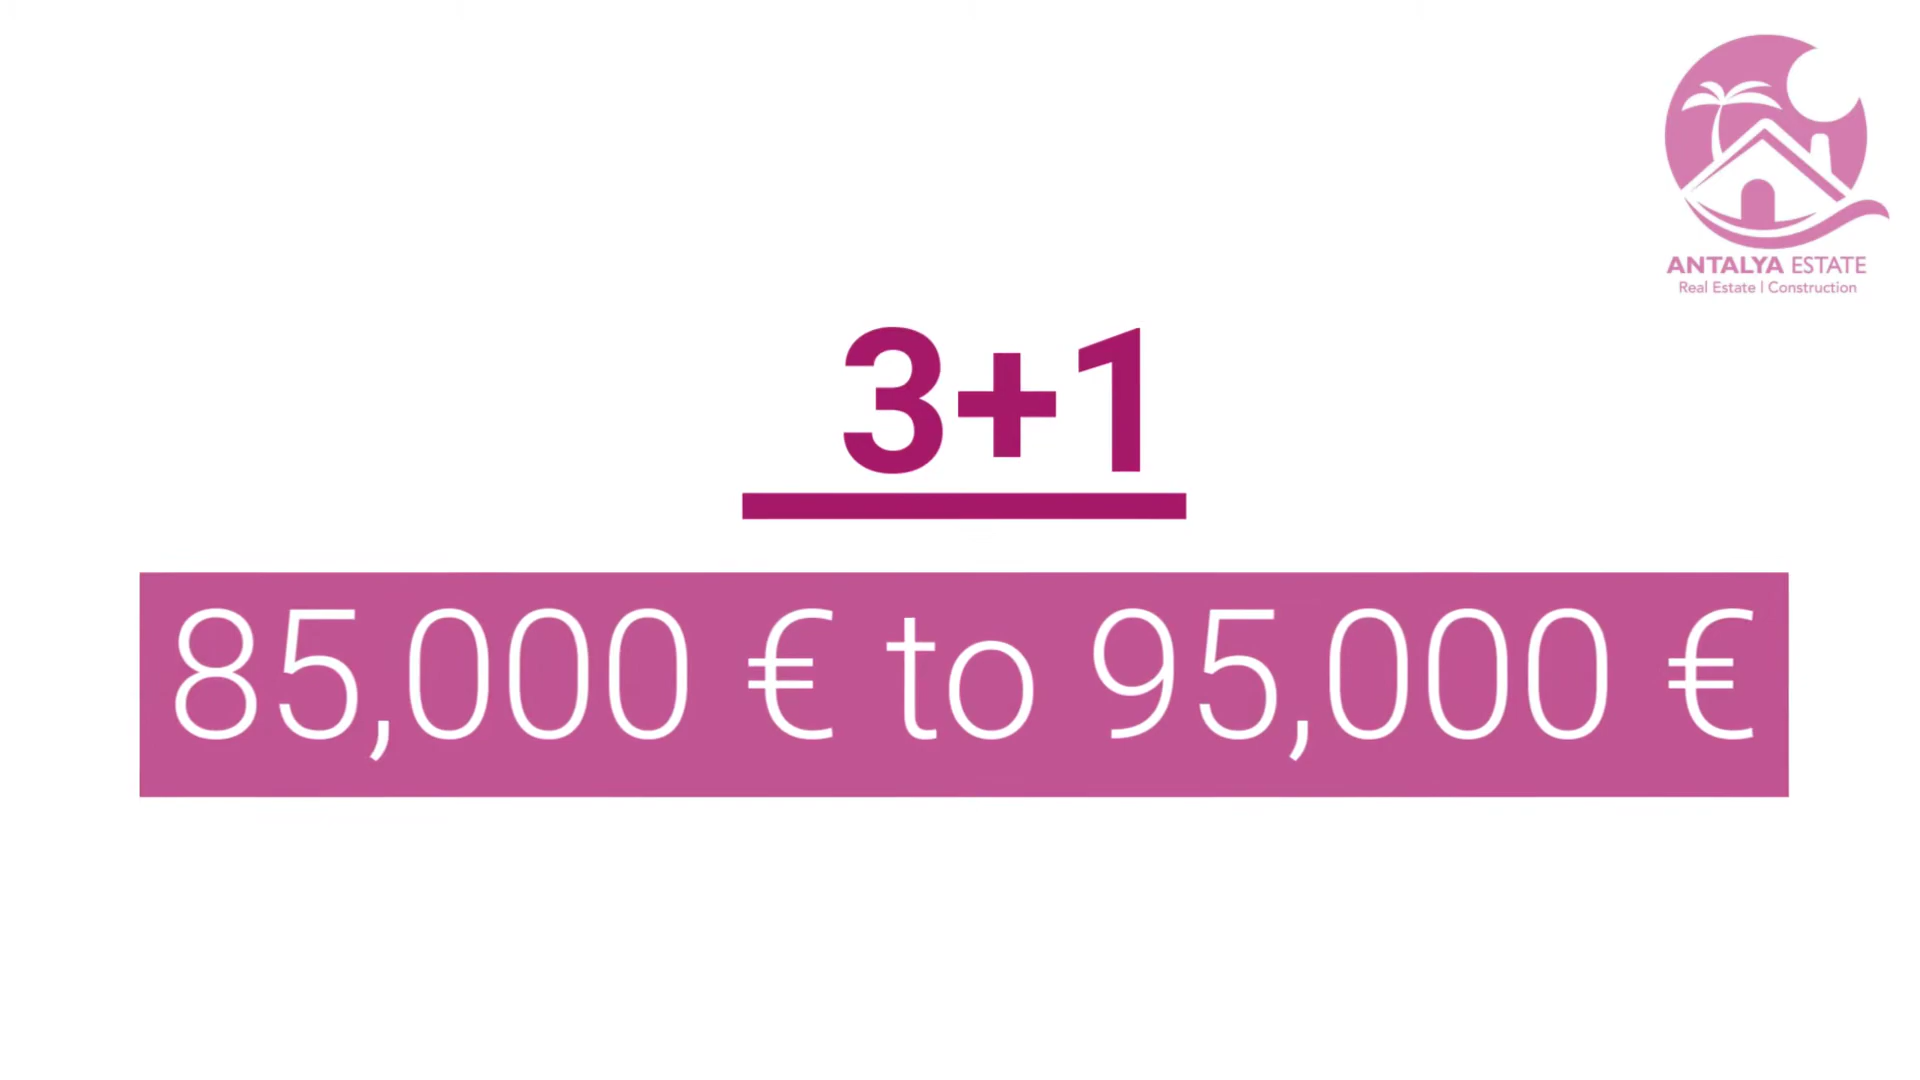 ANTALYA ESTATE
Real Estate | Construction
3+1
85,000 € to 95,000 €